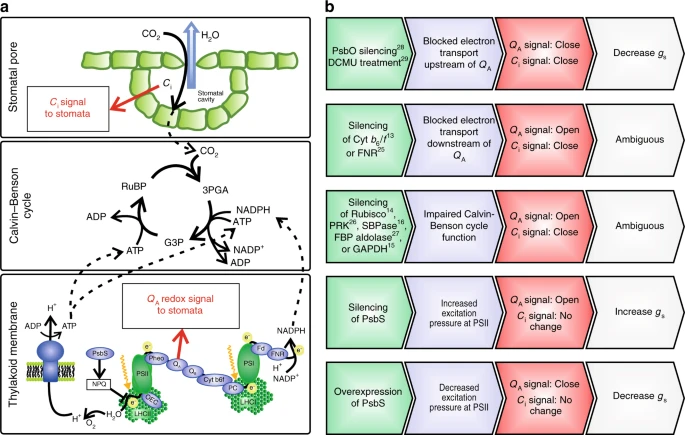 a
Stomatal pore
CO2
H2O
Ci
Stomatal
cavity
Ci signal
to stomata
Calvin–Benson
cycle
CO2
RuBP
3PGA
ADP
NADPH
ATP
G3P
ATP
NADP+
ADP
Thylakoid membrane
QA redox signal
to stomata
H+
ADP
ATP
PsbS
NPQ
H+
O2
H2O
e-
Pheo
PSII
QA
QB
Cyt b6f
PC
e-
OEC
LHCII
e-
Fd
FNR
e-
PSI
LHCI
e-
NADPH
H+
NADP+
b
PsbO silencing28
DCMU treatment29
Blocked electron
transport
upstream of QA
QA signal: Close
Ci signal: Close
Decrease gs
Silencing
of Cyt b6/f13
or FNR25
Blocked electron
transport
downstream of
QA
QA signal: Open
Ci signal: Close
Ambiguous
Silencing
of Rubisco14,
PRK26, SBPase16,
FBP aldolase27,
or GAPDH15
Impaired Calvin-
Benson cycle
function
QA signal: Open
Ci signal: Close
Ambiguous
Silencing
of PsbS
Increased
excitation
pressure at PSII
QA signal: Open
Ci signal: No
change
Increase gs
Overexpression
of PsbS
Decreased
excitation
pressure at PSII
QA signal: Close
Ci signal: No
change
Decrease gs